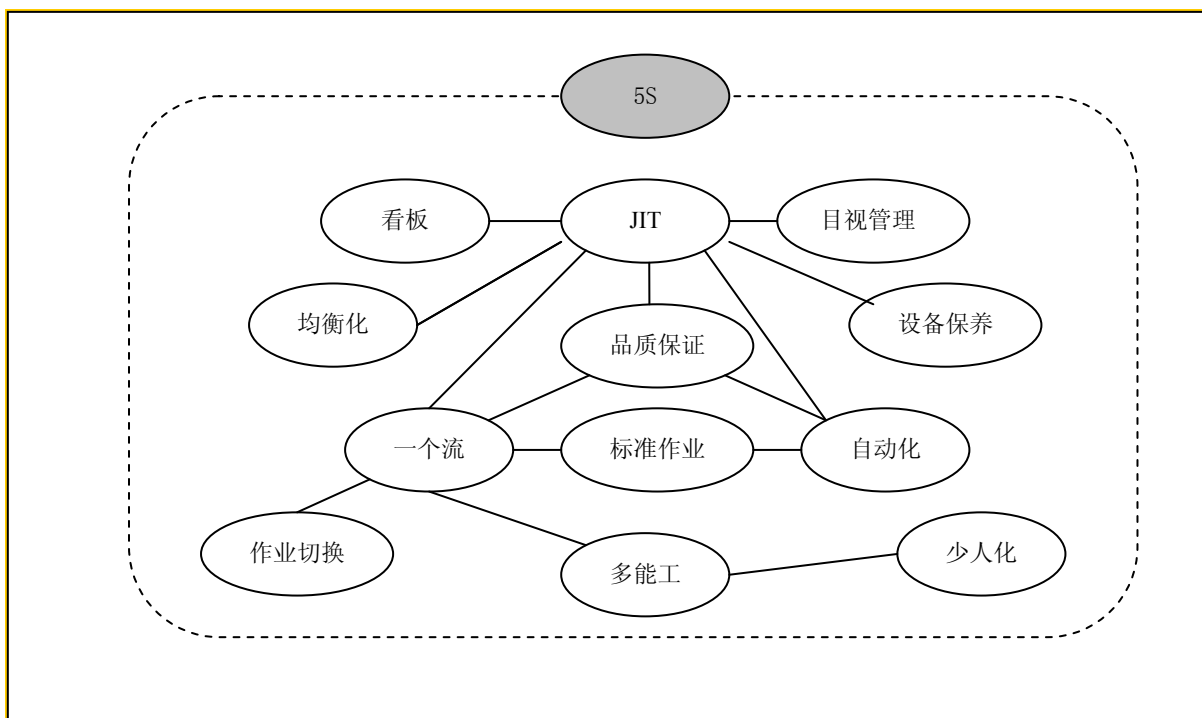 5S
看板
JIT
目视管理
均衡化
品质保证
设备保养
一个流
标准作业
自动化
作业切换
多能工
少人化